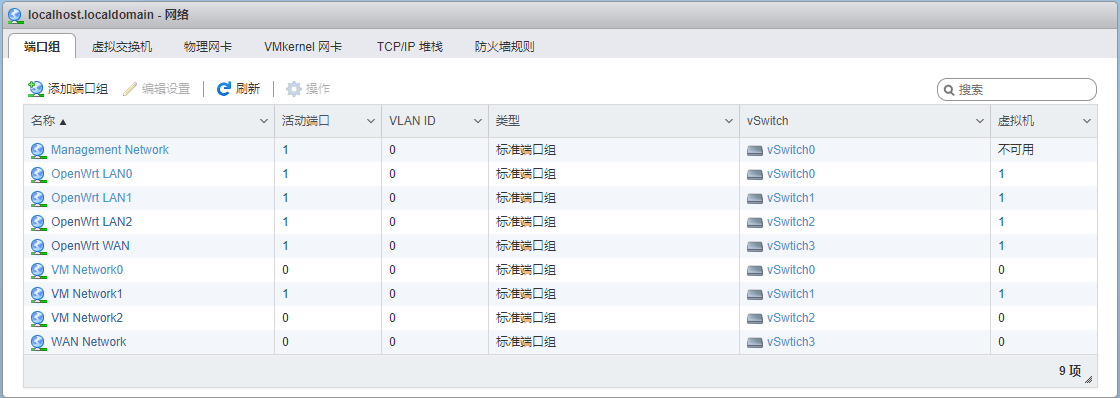 localhost.localdomain - 网络
端口组 虚拟交换机 物理网卡 VMkernel 网卡 TCP/IP 堆栈 防火墙规则
添加端口组 编辑设置 刷新 操作 搜索
名称 ▲ 活动端口 VLAN ID 类型 vSwitch 虚拟机
Management Network 1 0 标准端口组 vSwitch0 不可用
OpenWrt LAN0 1 0 标准端口组 vSwitch0 1
OpenWrt LAN1 1 0 标准端口组 vSwitch1 1
OpenWrt LAN2 1 0 标准端口组 vSwitch2 1
OpenWrt WAN 1 0 标准端口组 vSwtich3 1
VM Network0 0 0 标准端口组 vSwitch0 0
VM Network1 1 0 标准端口组 vSwitch1 1
VM Network2 0 0 标准端口组 vSwitch2 0
WAN Network 0 0 标准端口组 vSwtich3 0
9 项